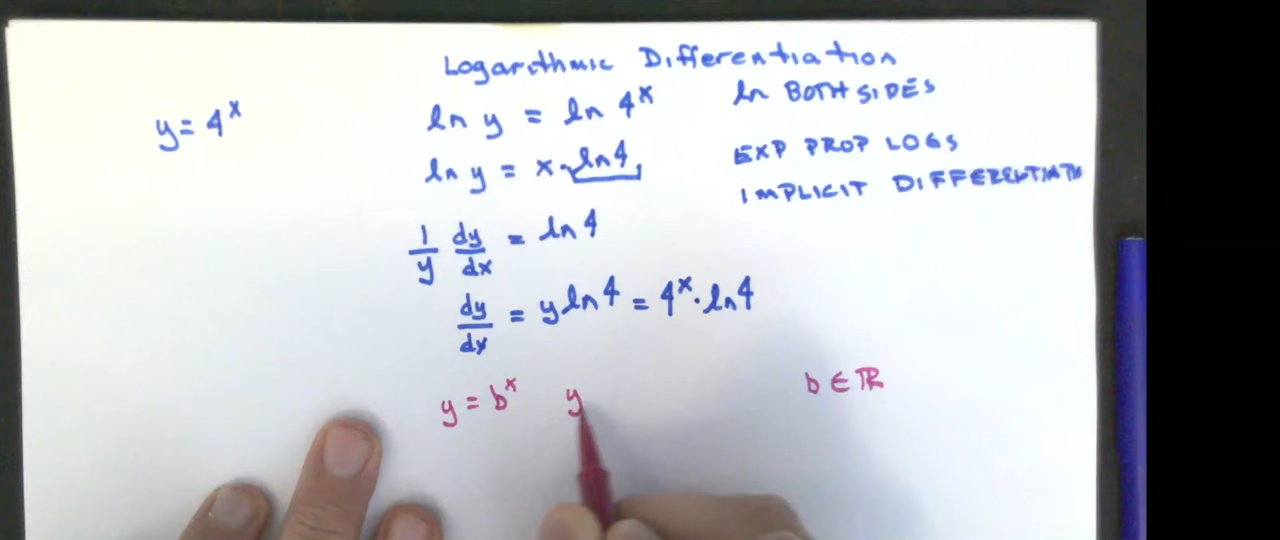 Logarithmic Differentiation
y = 4^x
ln y = ln 4^x ln BOTH SIDES
ln y = x · ln 4 EXP PROP LOGS
IMPLICIT DIFFERENTIATN
1/y dy/dx = ln 4
dy/dx = y ln 4 = 4^x · ln 4
y = b^x y b ∈ ℝ